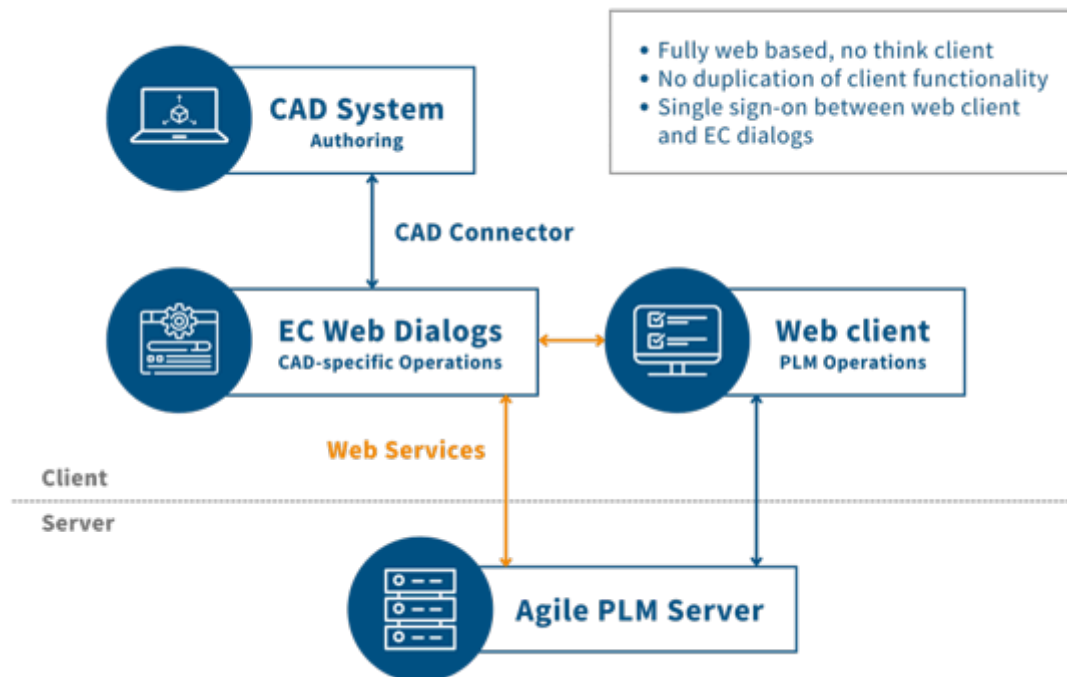 • Fully web based, no think client
• No duplication of client functionality
• Single sign-on between web client
and EC dialogs
CAD System
Authoring
CAD Connector
EC Web Dialogs
CAD-specific Operations
Web client
PLM Operations
Web Services
Client
Server
Agile PLM Server